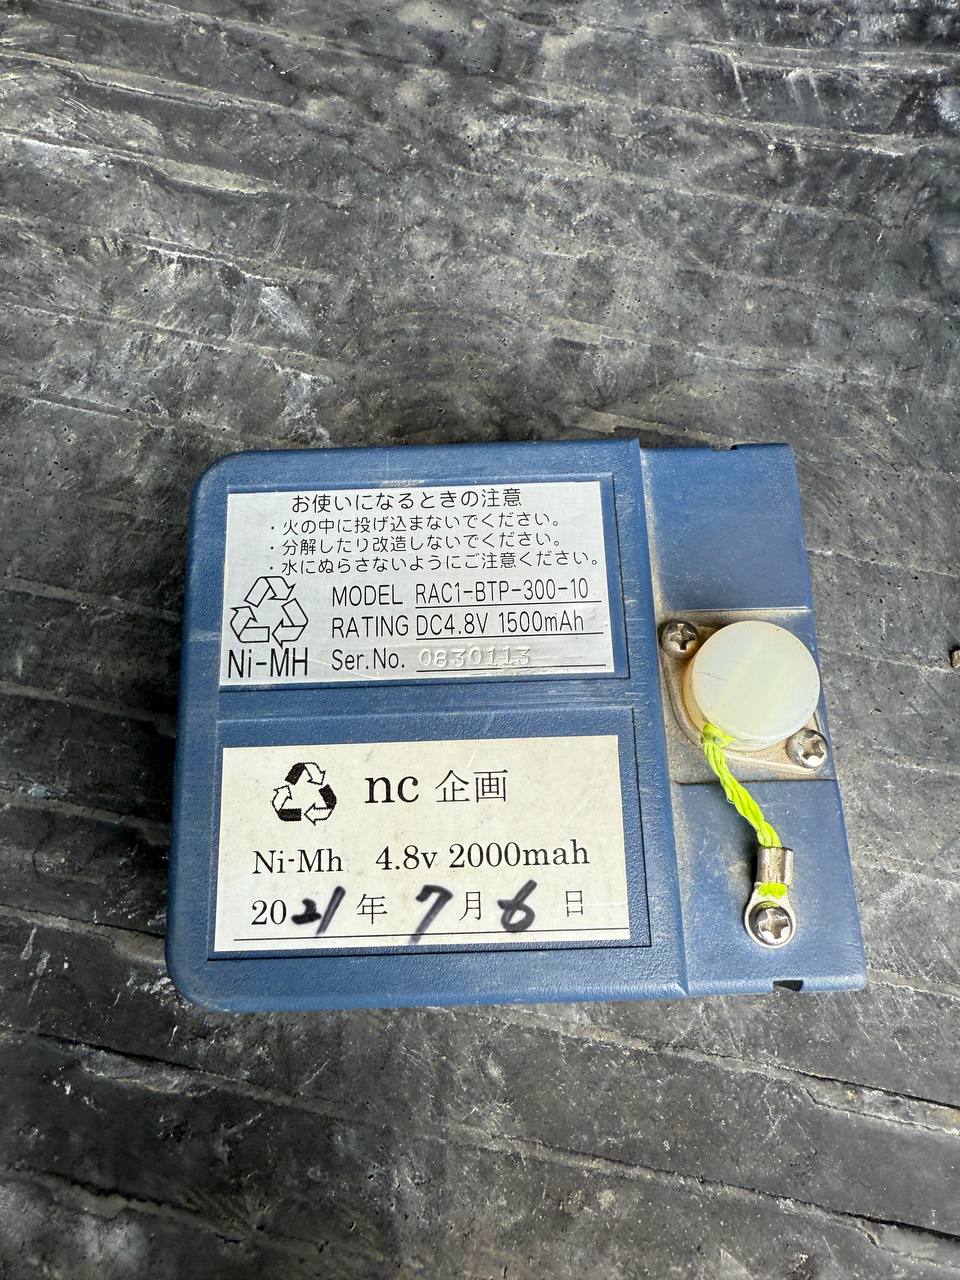 お使いになるときの注意
・火の中に投げ込まないでください。
・分解したり改造しないでください。
・水にぬらさないようにご注意ください。
MODEL RAC1-BTP-300-10
RATING DC4.8V 1500mAh
Ni-MH Ser.No. 0830113
nc 企画
Ni-Mh 4.8v 2000mah
2021年 7月6日